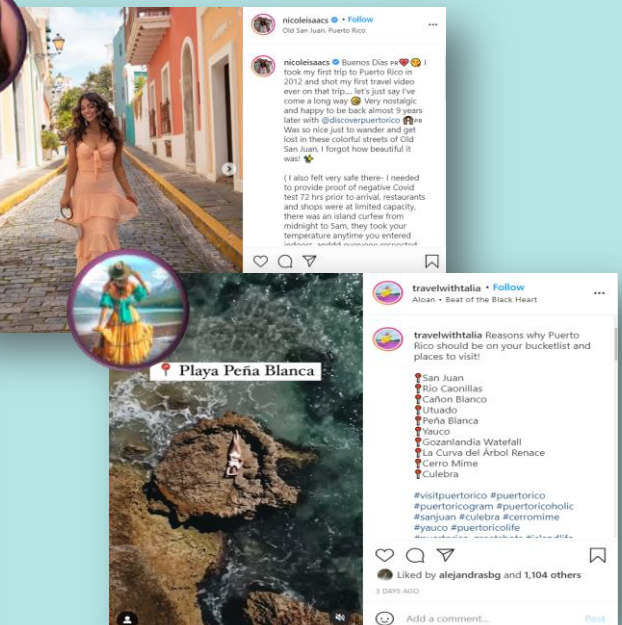 nicoleisaacs • Follow
Old San Juan, Puerto Rico
nicoleisaacs Buenos Días PR❤️😘 I
took my first trip to Puerto Rico in
2012 and shot my first travel video
ever on that trip.... let's just say I've
come a long way 😂 Very nostalgic
and happy to be back almost 9 years
later with @discoverpuertorico PR
Was so nice just to wander and get
lost in these colorful streets of Old
San Juan, I forgot how beautiful it
was!
( I also felt very safe there- I needed
to provide proof of negative Covid
test 72 hrs prior to arrival, restaurants
and shops were at limited capacity,
there was an island curfew from
midnight to 5am, they took your
temperature anytime you entered
📍 Playa Peña Blanca
travelwithtalia • Follow
Aloan • Beat of the Black Heart
travelwithtalia Reasons why Puerto
Rico should be on your bucketlist and
places to visit!
📍San Juan
📍Rio Caonillas
📍Cañon Blanco
📍Utuado
📍Peña Blanca
📍Yauco
📍Gozanlandia Watefall
📍La Curva del Árbol Renace
📍Cerro Mime
📍Culebra
#visitpuertorico #puertorico
#puertoricogram #puertoricoholic
#sanjuan #culebra #cerromime
#yauco #puertoricolife
Liked by alejandrasbg and 1,104 others
3 DAYS AGO
Add a comment...
Post